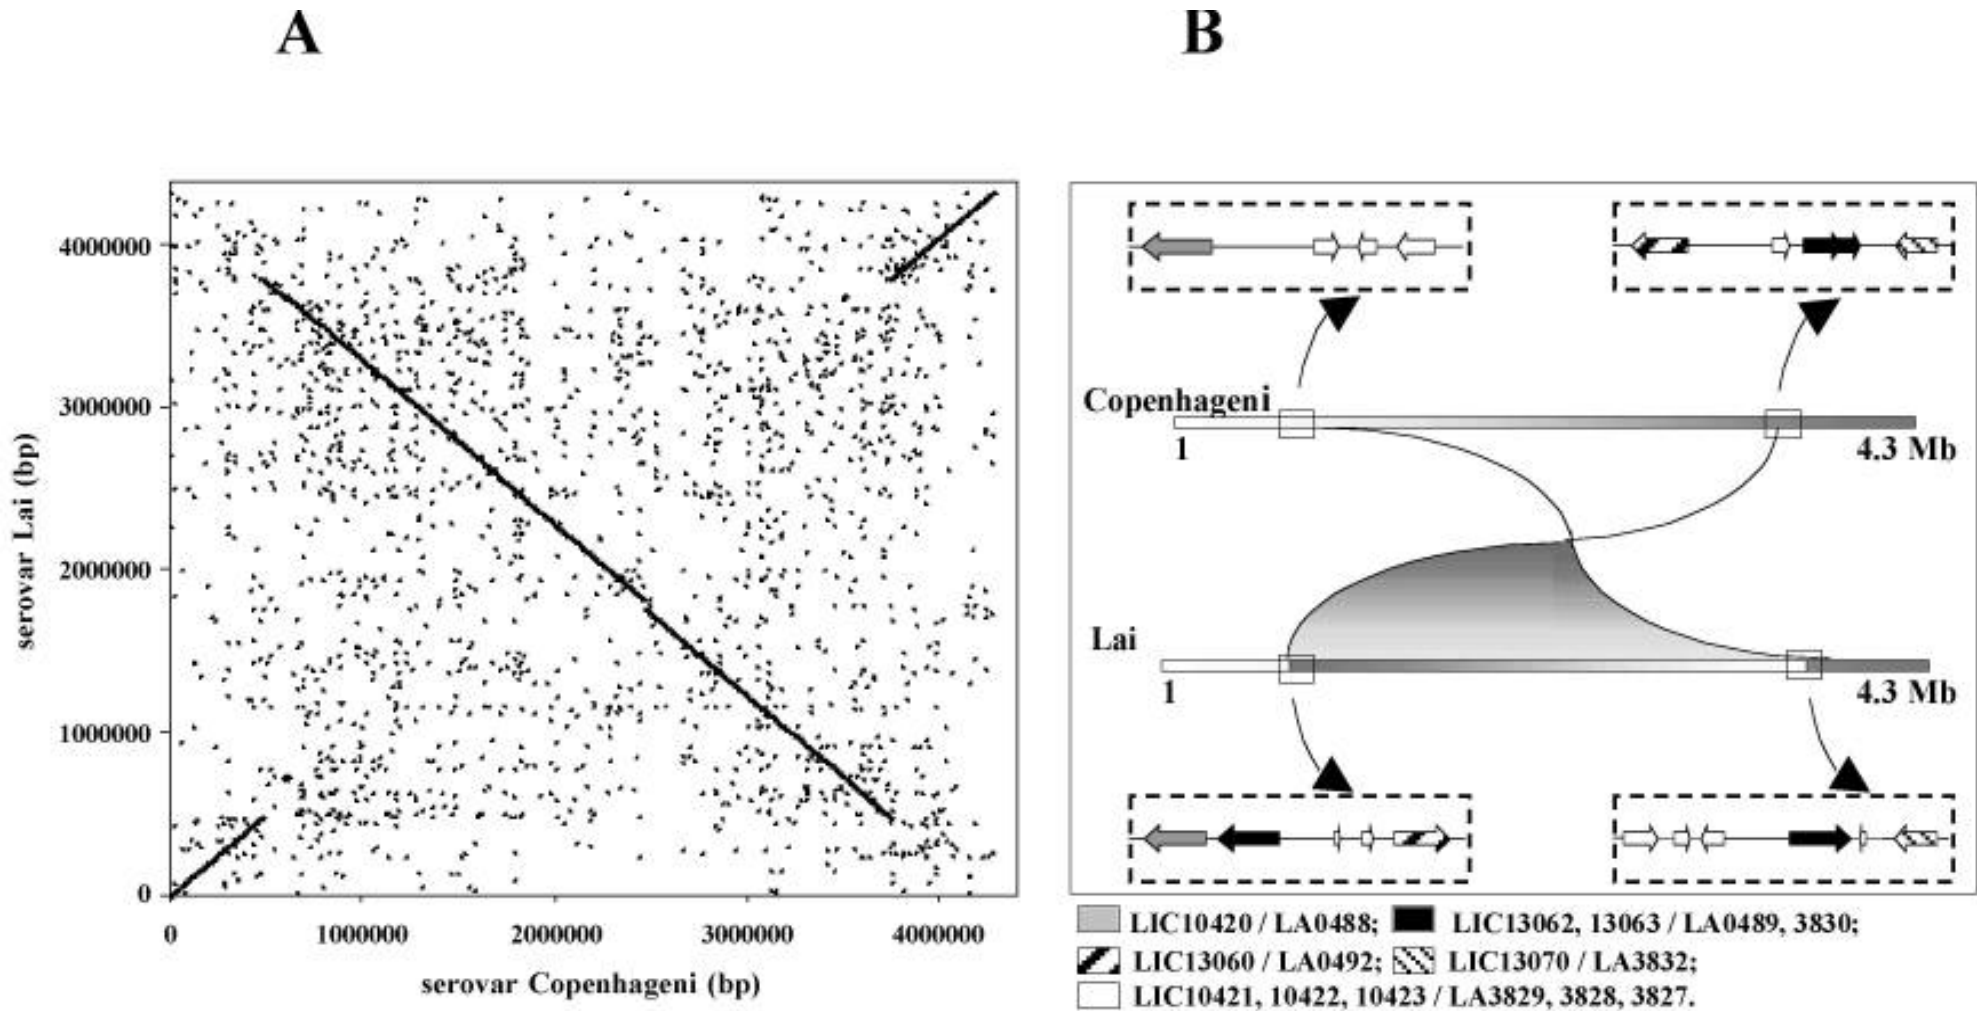 A
B
4000000
3000000
2000000
1000000
0
serovar Lai (bp)
0
1000000
2000000
3000000
4000000
serovar Copenhageni (bp)
Copenhageni
1
4.3 Mb
Lai
1
4.3 Mb
LIC10420 / LA0488; LIC13062, 13063 / LA0489, 3830;
LIC13060 / LA0492; LIC13070 / LA3832;
LIC10421, 10422, 10423 / LA3829, 3828, 3827.